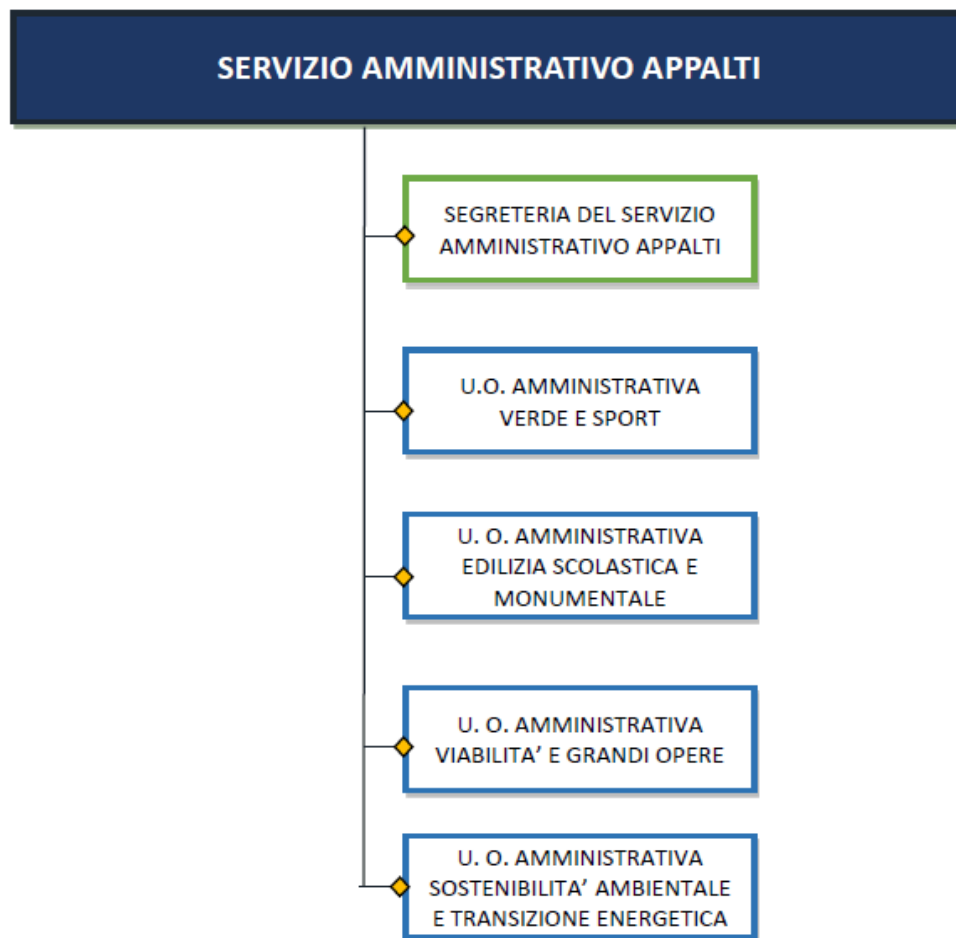 SERVIZIO AMMINISTRATIVO APPALTI
SEGRETERIA DEL SERVIZIO
AMMINISTRATIVO APPALTI
U.O. AMMINISTRATIVA
VERDE E SPORT
U. O. AMMINISTRATIVA
EDILIZIA SCOLASTICA E
MONUMENTALE
U. O. AMMINISTRATIVA
VIABILITA’ E GRANDI OPERE
U. O. AMMINISTRATIVA
SOSTENIBILITA’ AMBIENTALE
E TRANSIZIONE ENERGETICA